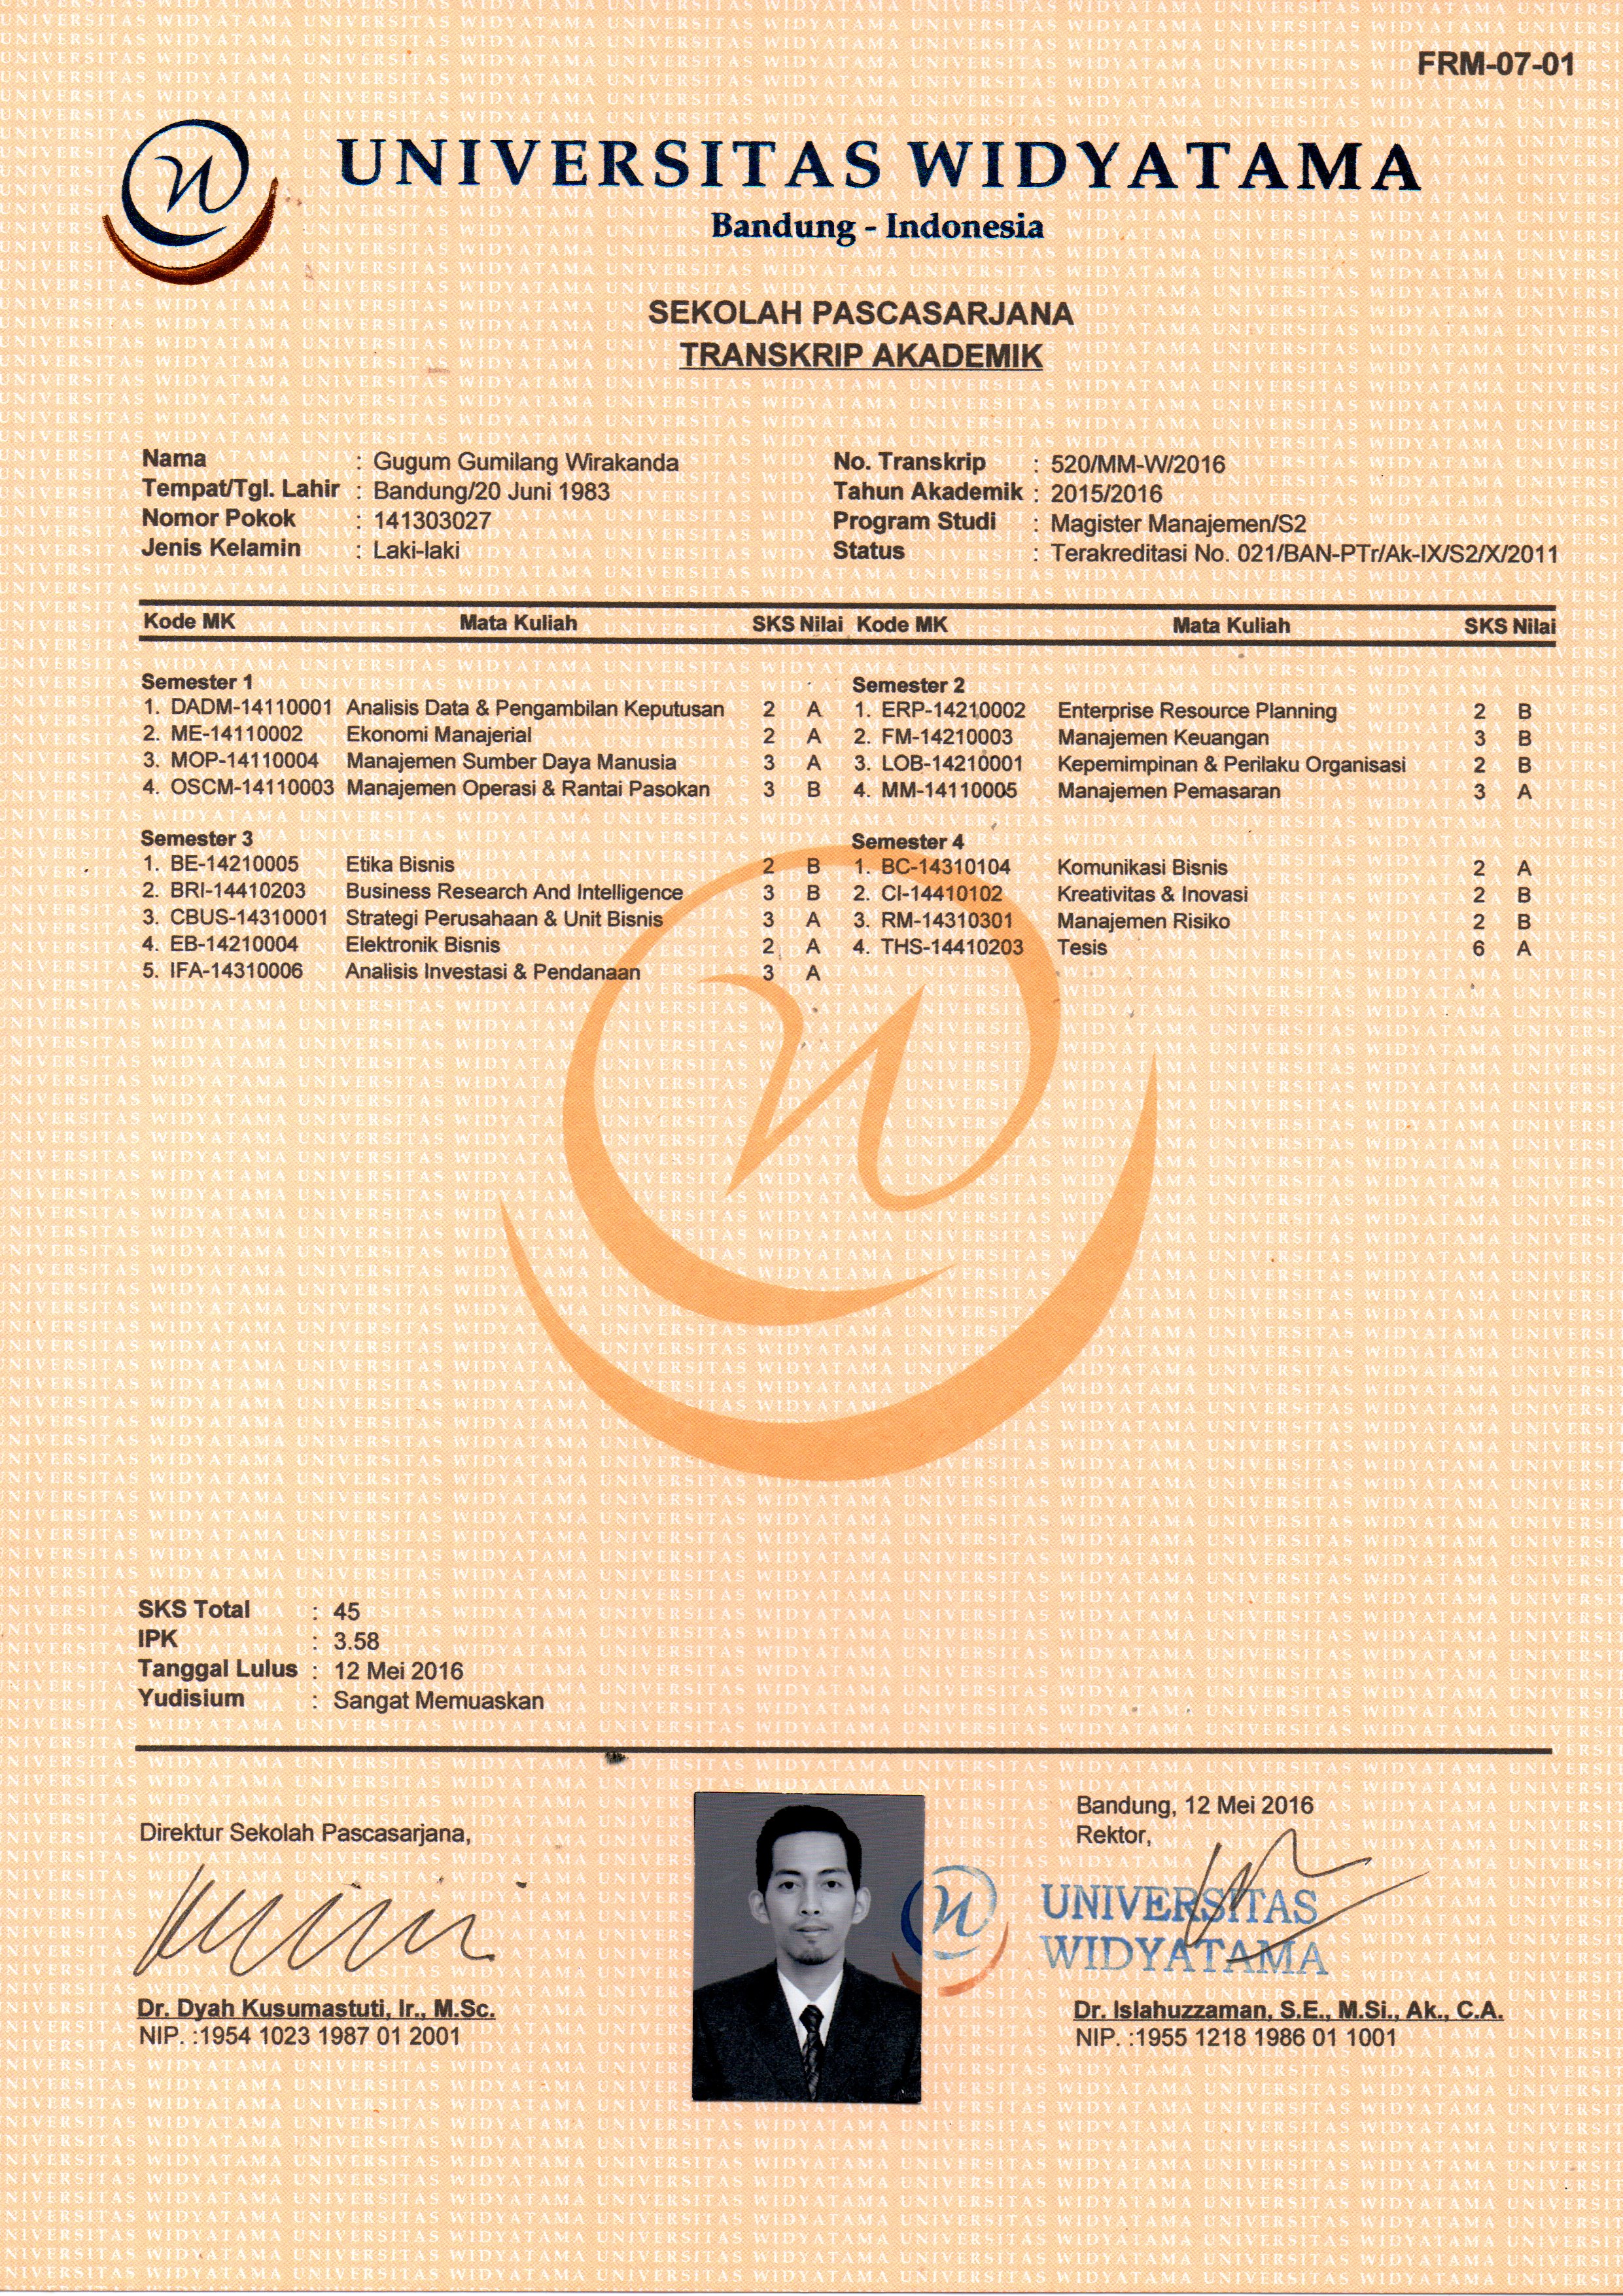 FRM-07-01
UNIVERSITAS WIDYATAMA
Bandung - Indonesia
SEKOLAH PASCASARJANA
TRANSKRIP AKADEMIK
Nama : Gugum Gumilang Wirakanda
Tempat/Tgl. Lahir : Bandung/20 Juni 1983
Nomor Pokok : 141303027
Jenis Kelamin : Laki-laki
No. Transkrip : 520/MM-W/2016
Tahun Akademik : 2015/2016
Program Studi : Magister Manajemen/S2
Status : Terakreditasi No. 021/BAN-PTr/Ak-IX/S2/X/2011
Kode MK Mata Kuliah SKS Nilai Kode MK Mata Kuliah SKS Nilai
Semester 1
1. DADM-14110001 Analisis Data & Pengambilan Keputusan 2 A
2. ME-14110002 Ekonomi Manajerial 2 A
3. MOP-14110004 Manajemen Sumber Daya Manusia 3 A
4. OSCM-14110003 Manajemen Operasi & Rantai Pasokan 3 B
Semester 2
1. ERP-14210002 Enterprise Resource Planning 2 B
2. FM-14210003 Manajemen Keuangan 3 B
3. LOB-14210001 Kepemimpinan & Perilaku Organisasi 2 B
4. MM-14110005 Manajemen Pemasaran 3 A
Semester 3
1. BE-14210005 Etika Bisnis 2 B
2. BRI-14410203 Business Research And Intelligence 3 B
3. CBUS-14310001 Strategi Perusahaan & Unit Bisnis 3 A
4. EB-14210004 Elektronik Bisnis 2 A
5. IFA-14310006 Analisis Investasi & Pendanaan 3 A
Semester 4
1. BC-14310104 Komunikasi Bisnis 2 A
2. CI-14410102 Kreativitas & Inovasi 2 B
3. RM-14310301 Manajemen Risiko 2 B
4. THS-14410203 Tesis 6 A
SKS Total : 45
IPK : 3.58
Tanggal Lulus : 12 Mei 2016
Yudisium : Sangat Memuaskan
Direktur Sekolah Pascasarjana,
Dr. Dyah Kusumastuti, Ir., M.Sc.
NIP. :1954 1023 1987 01 2001
Bandung, 12 Mei 2016
Rektor,
UNIVERSITAS
WIDYATAMA
Dr. Islahuzzaman, S.E., M.Si., Ak., C.A.
NIP. :1955 1218 1986 01 1001